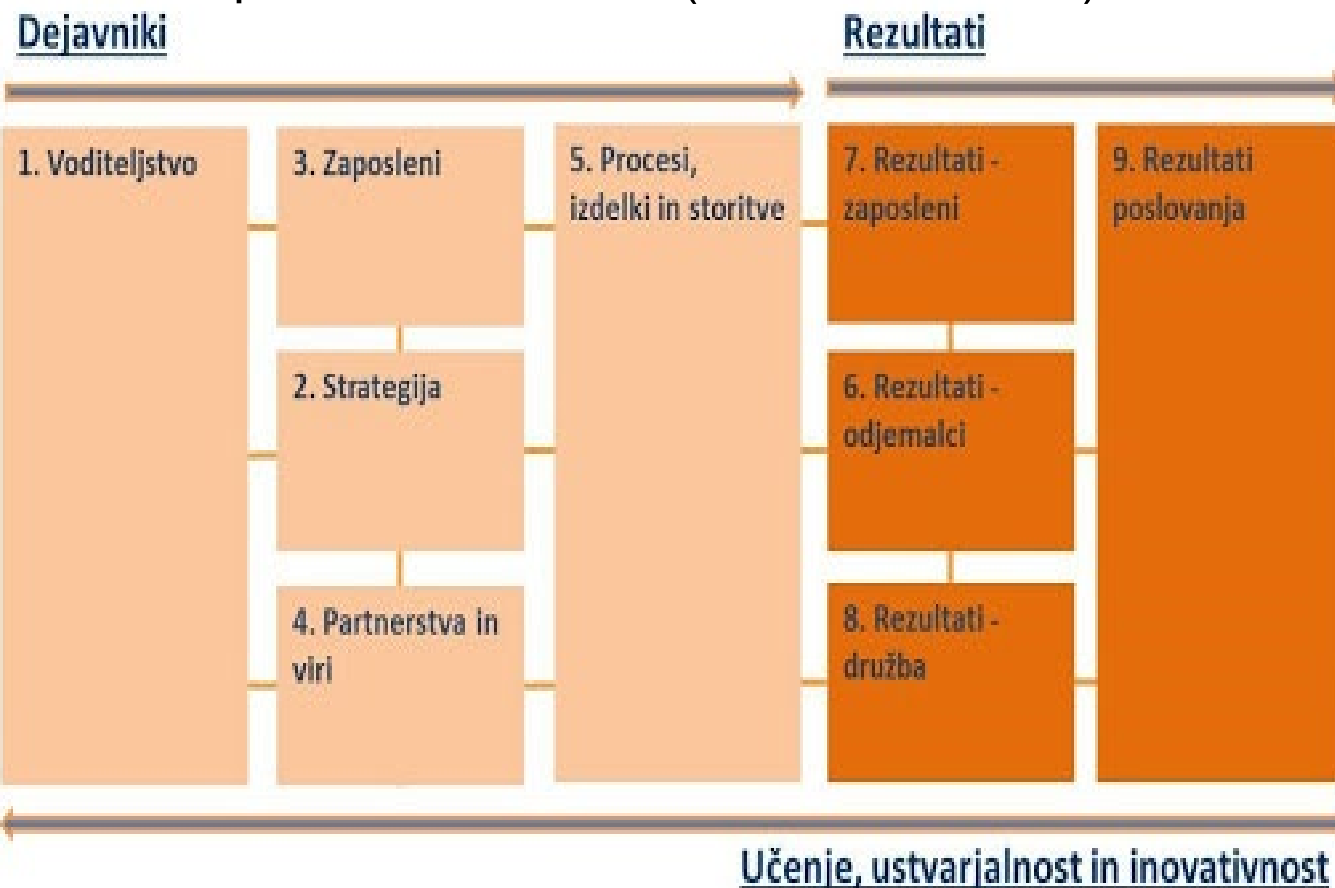 Dejavniki
Rezultati
1. Voditeljstvo
3. Zaposleni
5. Procesi,
izdelki in storitve
7. Rezultati -
zaposleni
9. Rezultati
poslovanja
2. Strategija
6. Rezultati -
odjemalci
4. Partnerstva in
viri
8. Rezultati -
družba
Učenje, ustvarjalnost in inovativnost